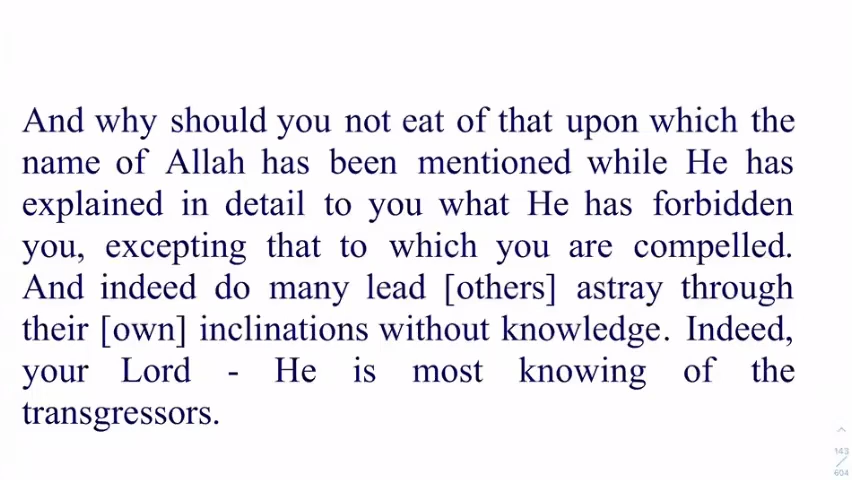 And why should you not eat of that upon which the
name of Allah has been mentioned while He has
explained in detail to you what He has forbidden
you, excepting that to which you are compelled.
And indeed do many lead [others] astray through
their [own] inclinations without knowledge. Indeed,
your Lord - He is most knowing of the
transgressors.
143
604